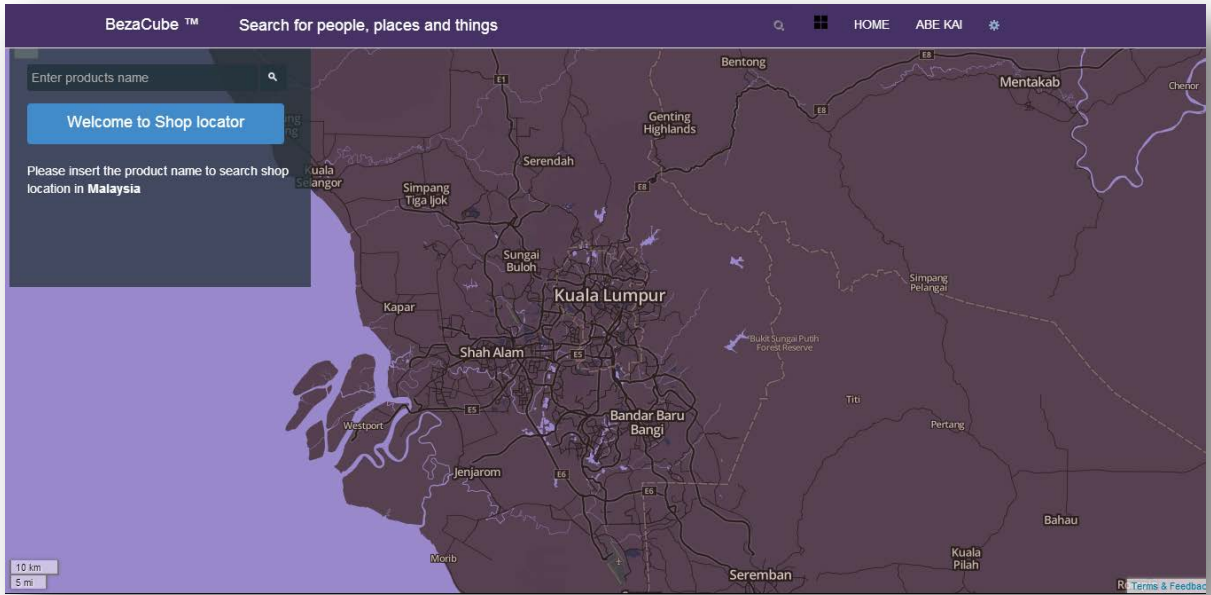 BezaCube ™ Search for people, places and things HOME ABE KAI
Enter products name
Welcome to Shop locator
Please insert the product name to search shop
location in Malaysia
Bentong
E8
Mentakab
Chenor
E1
Genting
Highlands
E8
Serendah
Kuala
Selangor
Simpang
Tiga Ijok
E8
Sungai
Buloh
Simpang
Pelangai
Kuala Lumpur
Kapar
Bukit Sungai Putih
Forest Reserve
Shah Alam
E5
Titi
E5
Bandar Baru
Bangi
Westport
Pertang
Jenjarom
E6
E6
Bahau
Morib
Kuala
Pilah
10 km
5 mi
Seremban
Terms & Feedbac